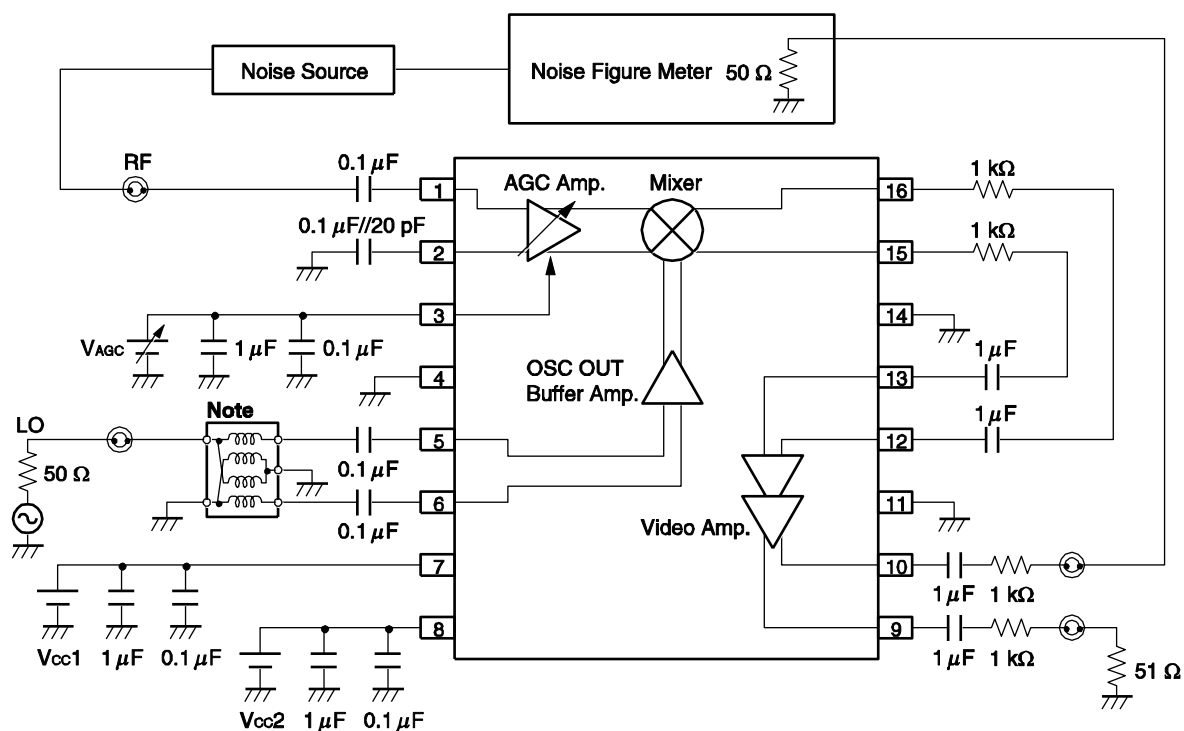 Noise Source
Noise Figure Meter 50 Ω
RF
0.1 μF
1
AGC Amp.
Mixer
16
1 kΩ
0.1 μF//20 pF
2
15
1 kΩ
3
14
VAGC
1 μF
0.1 μF
4
OSC OUT
Buffer Amp.
13
1 μF
LO
Note
50 Ω
5
0.1 μF
12
1 μF
6
0.1 μF
11
Video Amp.
7
10
1 μF
1 kΩ
VCC1
1 μF
0.1 μF
8
9
1 μF
1 kΩ
51 Ω
VCC2
1 μF
0.1 μF